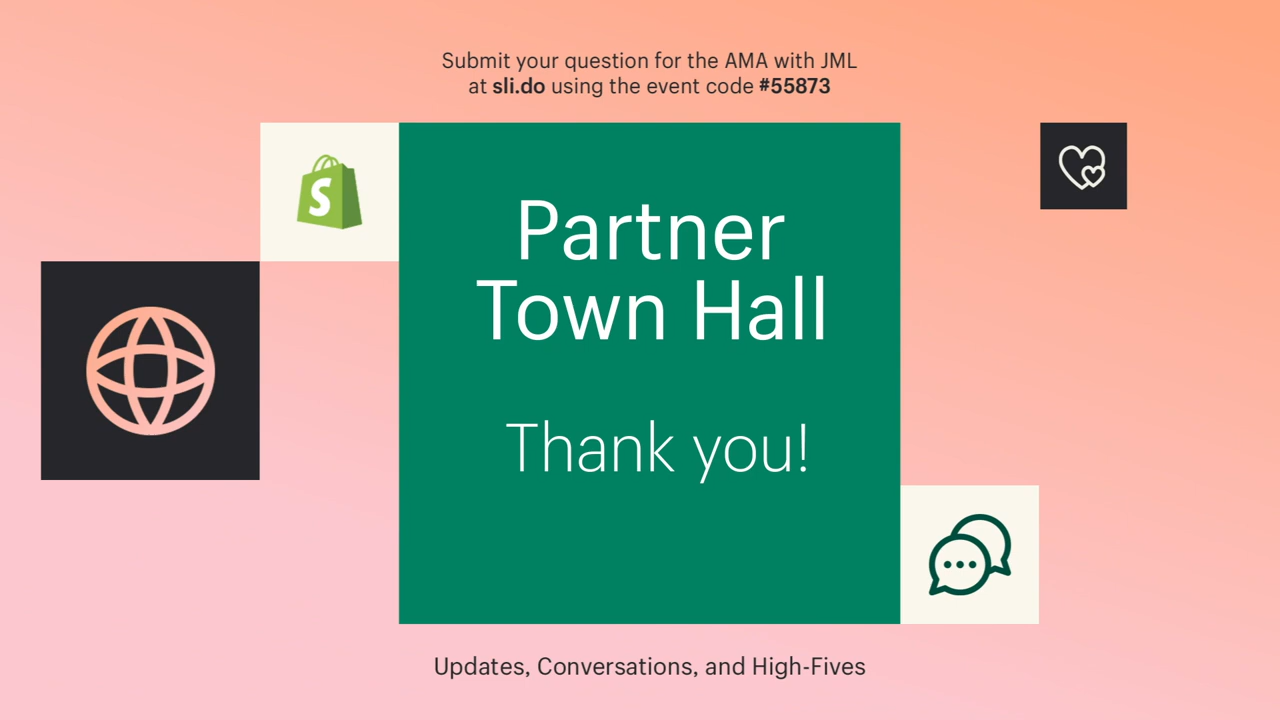 Submit your question for the AMA with JML
at sli.do using the event code #55873
S
Partner
Town Hall
Thank you!
Updates, Conversations, and High-Fives